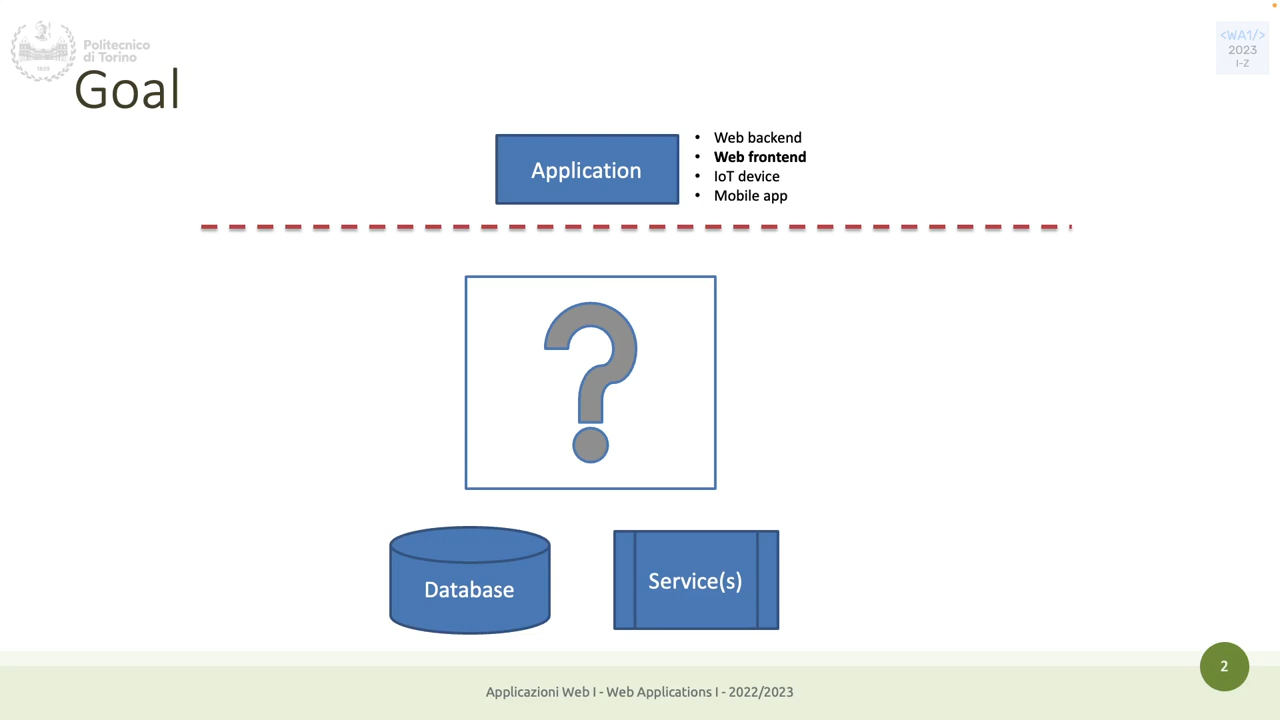 Politecnico
di Torino
1859
<WA1/>
2023
I-Z
Goal
Application
• Web backend
• Web frontend
• IoT device
• Mobile app
?
Database
Service(s)
2
Applicazioni Web I - Web Applications I - 2022/2023